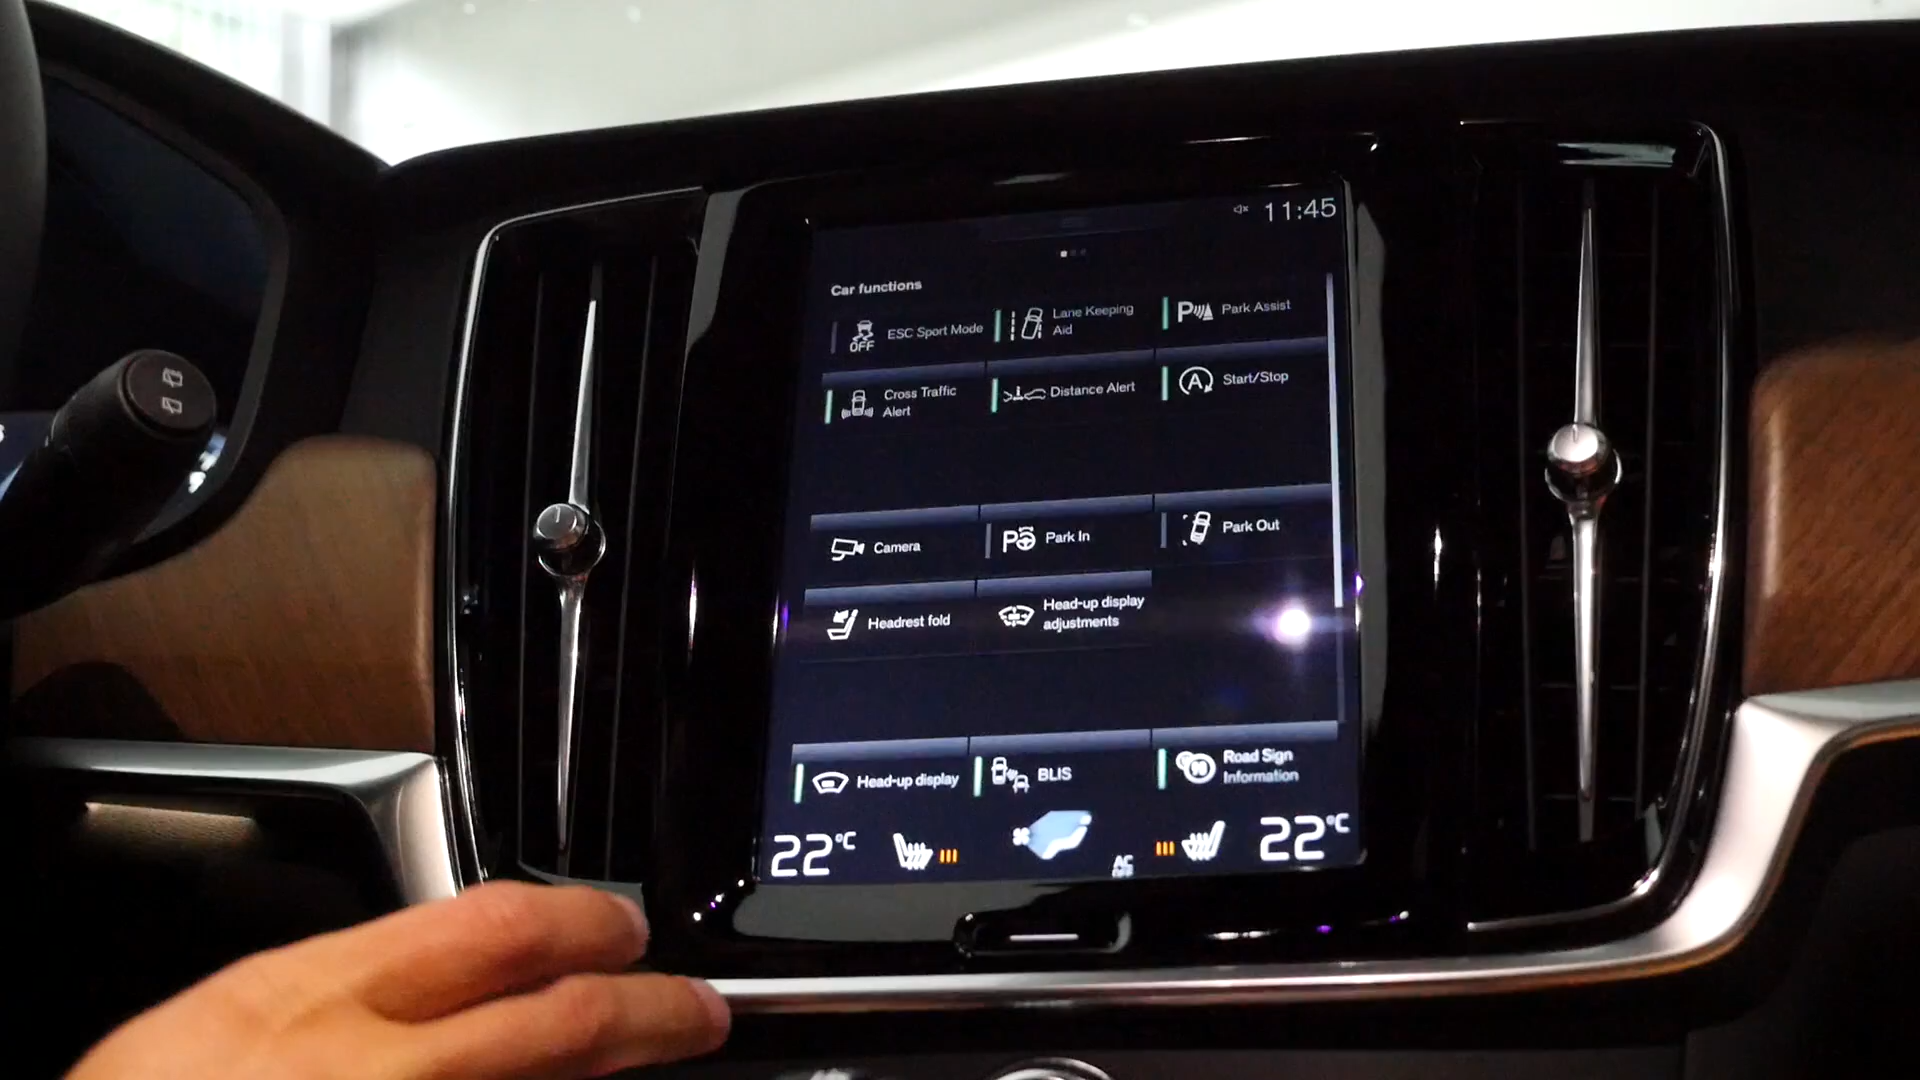 11:45
Car functions
OFF
ESC Sport Mode
Lane Keeping
Aid
P
Park Assist
Cross Traffic
Alert
Distance Alert
A
Start/Stop
Camera
P
Park In
Park Out
Headrest fold
Head-up display
adjustments
Head-up display
BLIS
90
Road Sign
Information
22°C
AC
22°C